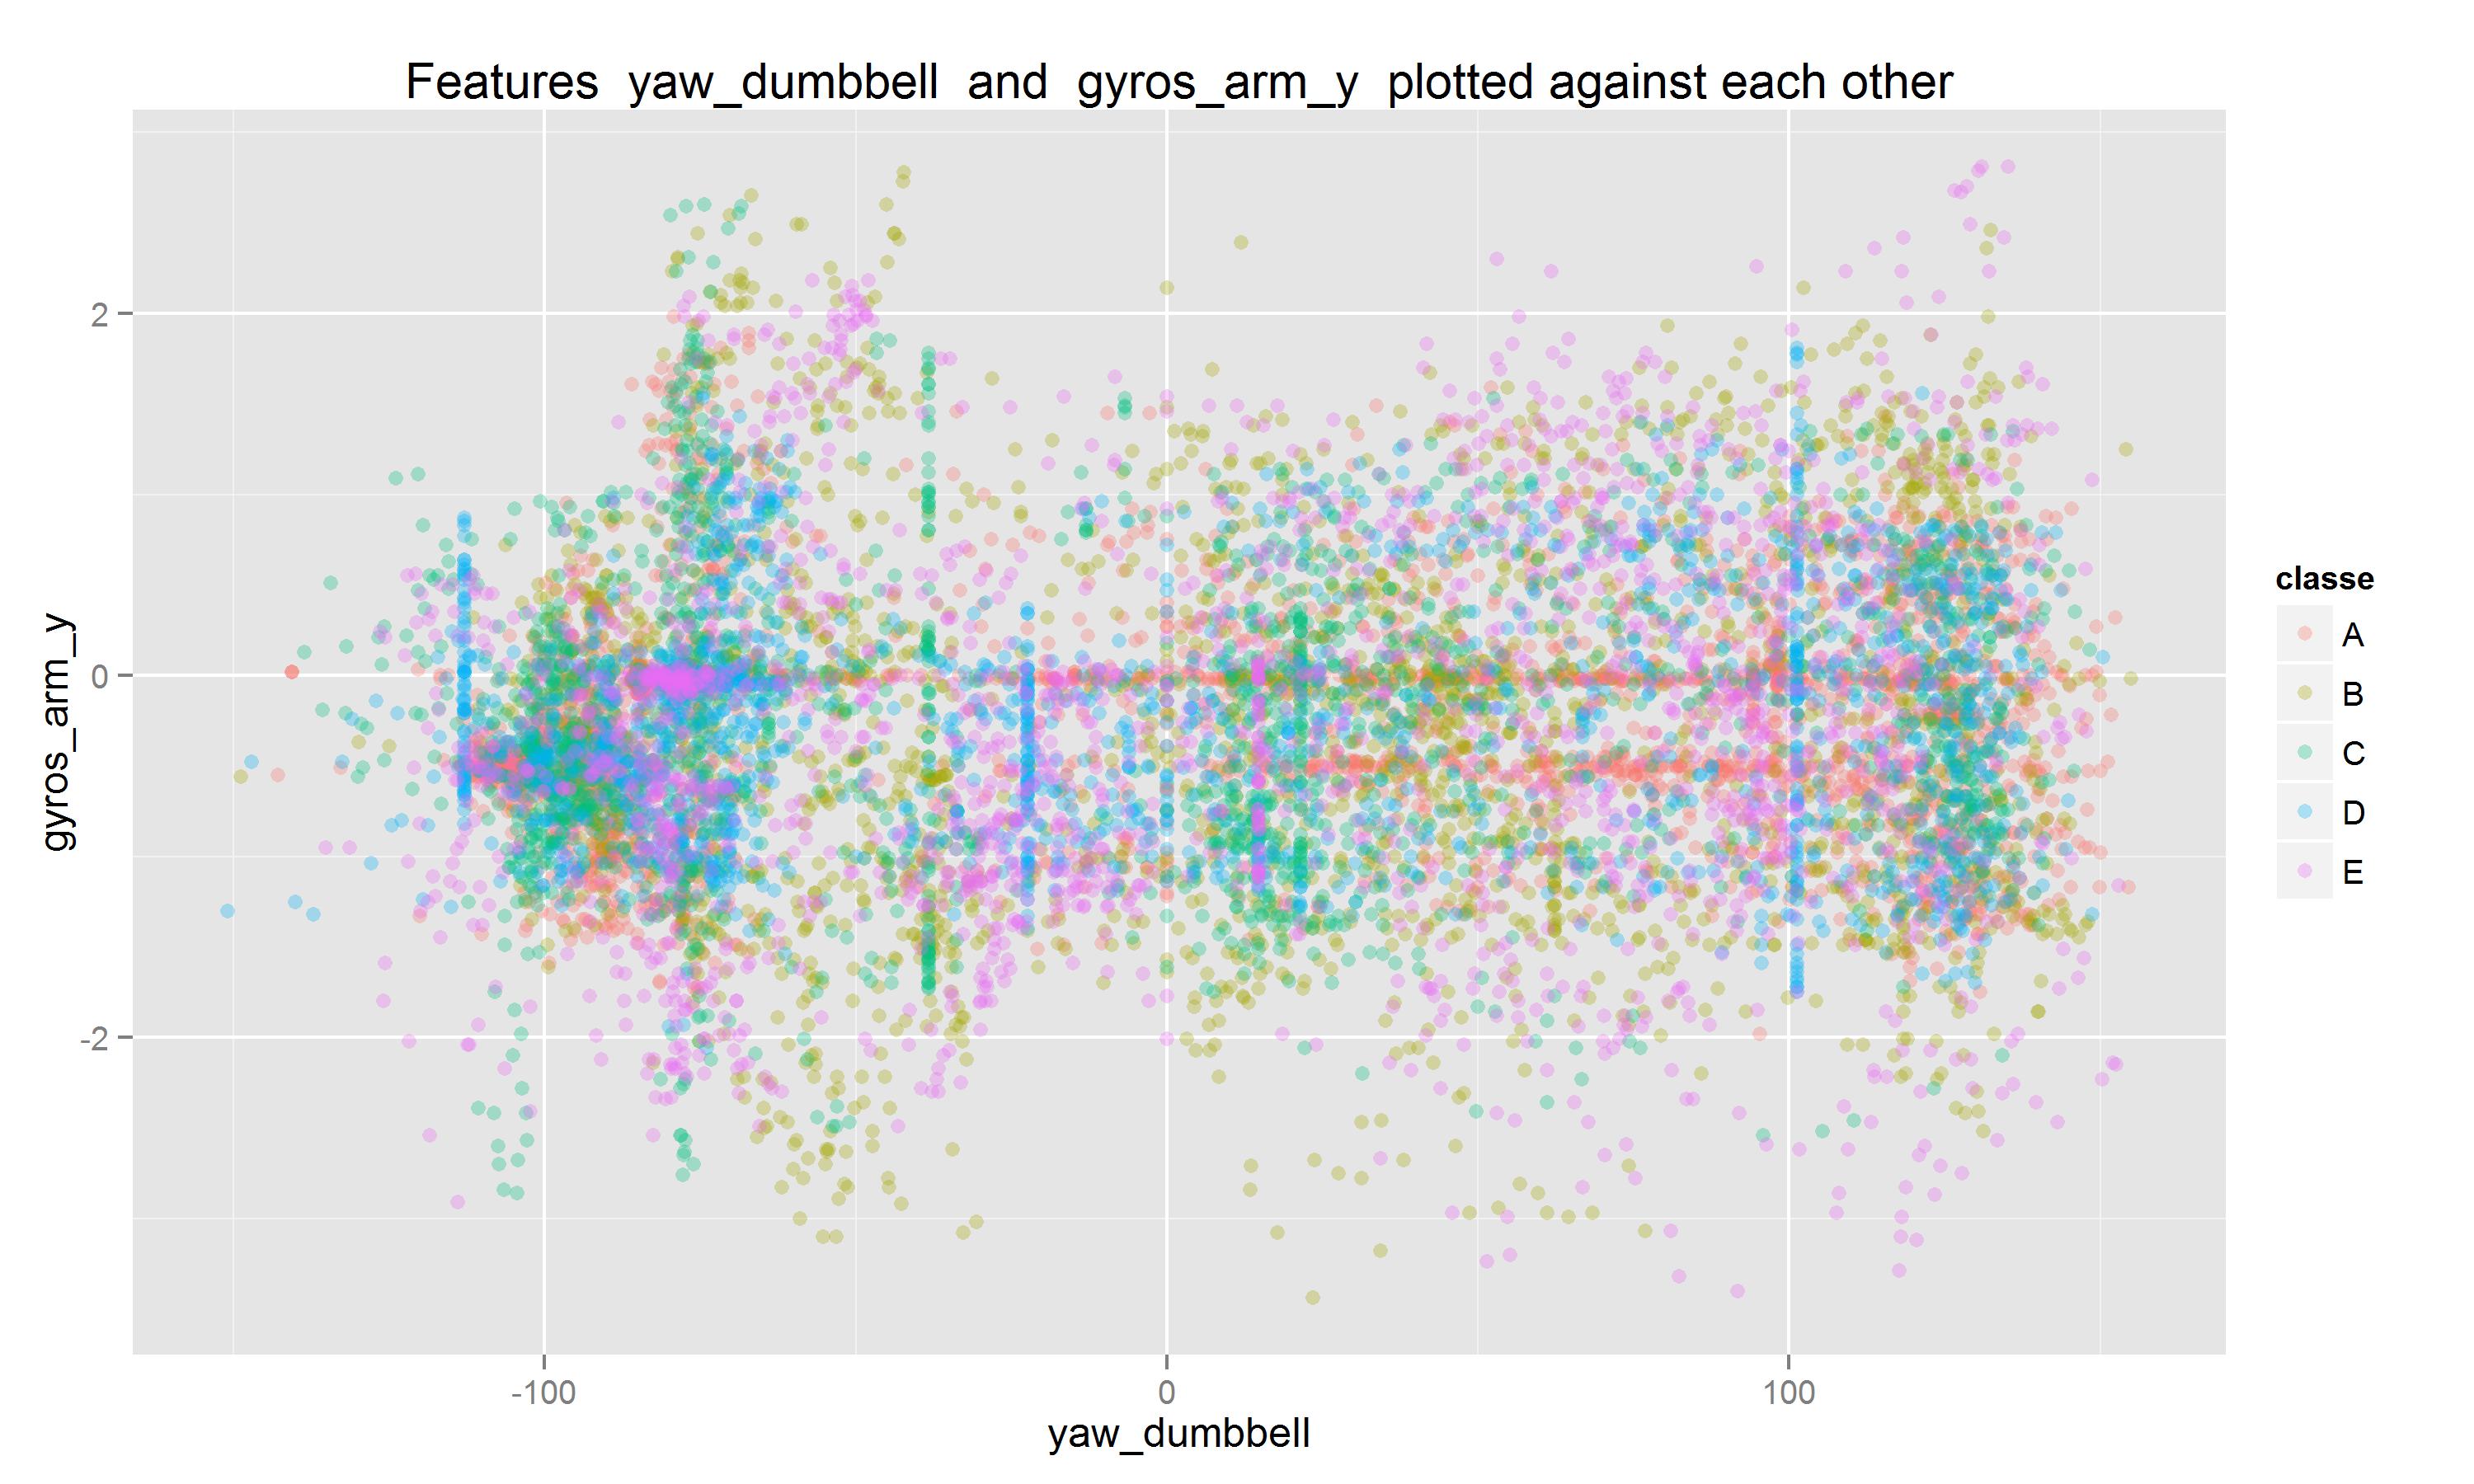 Features yaw_dumbbell and gyros_arm_y plotted against each other
gyros_arm_y
2
0
-2
-100
0
100
yaw_dumbbell
classe
A
B
C
D
E